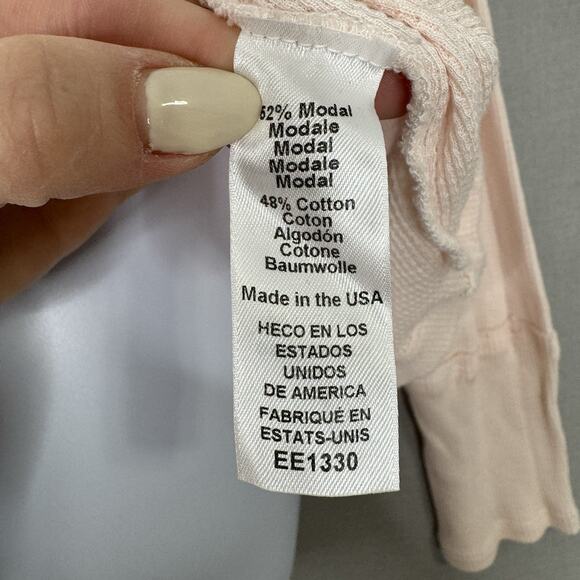 52% Modal
Modale
Modal
Modale
Modal
48% Cotton
Coton
Algodón
Cotone
Baumwolle
Made in the USA
HECO EN LOS
ESTADOS
UNIDOS
DE AMERICA
FABRIQUÉ EN
ESTATS-UNIS
EE1330